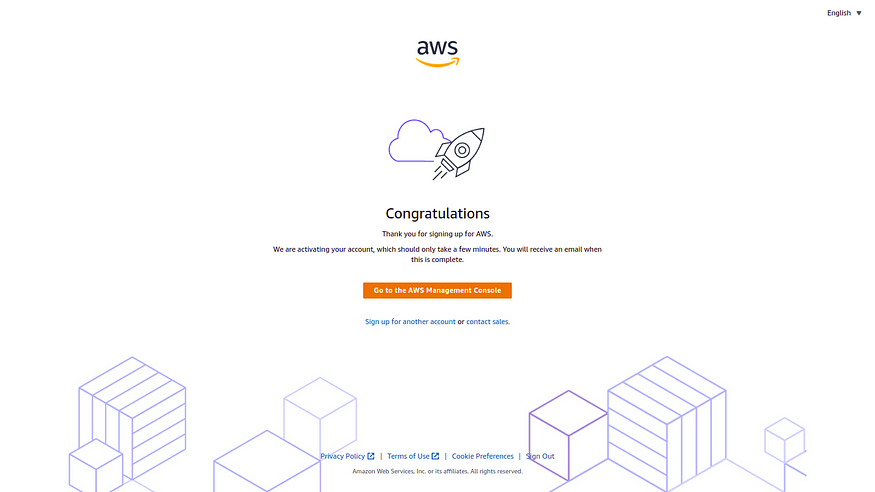 English
aws
Congratulations
Thank you for signing up for AWS.
We are activating your account, which should only take a few minutes. You will receive an email when
this is complete.
Go to the AWS Management Console
Sign up for another account or contact sales.
Privacy Policy | Terms of Use | Cookie Preferences | Sign Out
Amazon Web Services, Inc. or its affiliates. All rights reserved.